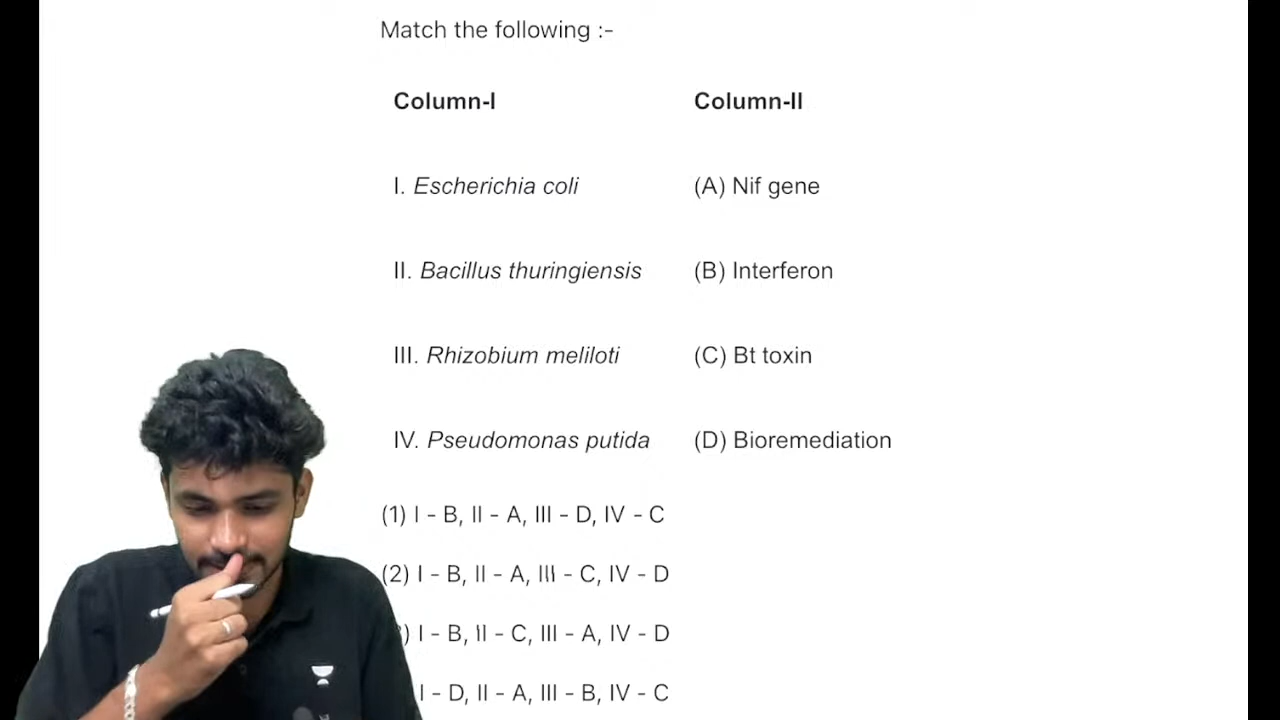 Match the following :-
Column-I Column-II
I. Escherichia coli (A) Nif gene
II. Bacillus thuringiensis (B) Interferon
III. Rhizobium meliloti (C) Bt toxin
IV. Pseudomonas putida (D) Bioremediation
(1) I - B, II - A, III - D, IV - C
(2) I - B, II - A, III - C, IV - D
) I - B, II - C, III - A, IV - D
I - D, II - A, III - B, IV - C